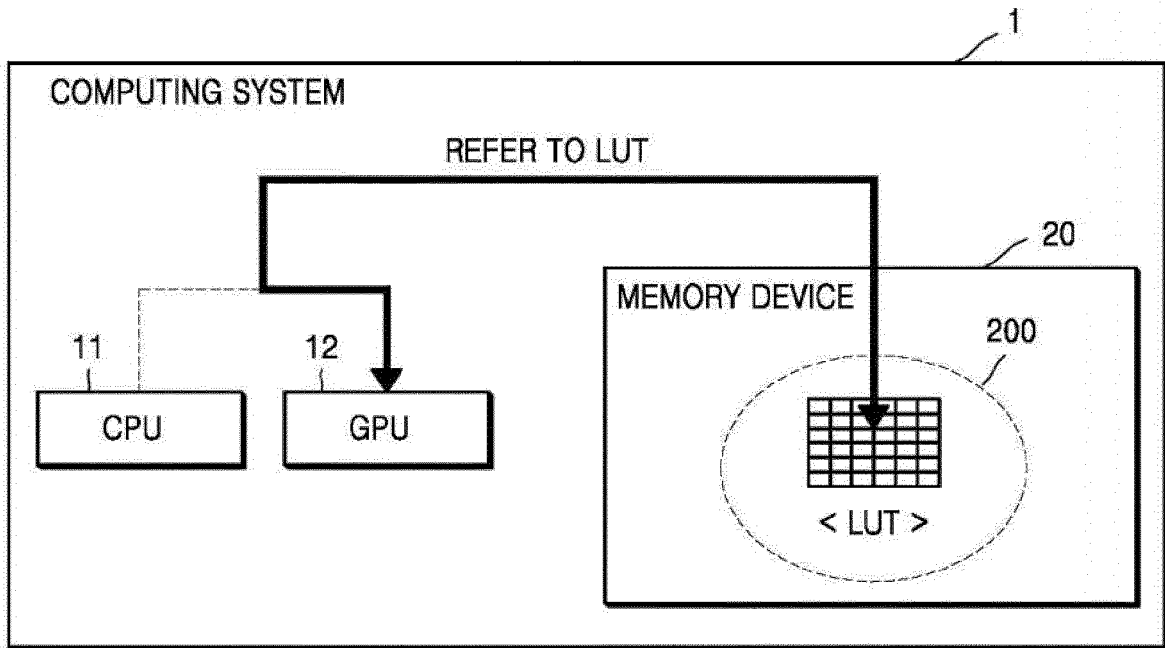 1
COMPUTING SYSTEM
REFER TO LUT
20
MEMORY DEVICE
200
11
12
CPU
GPU
< LUT >